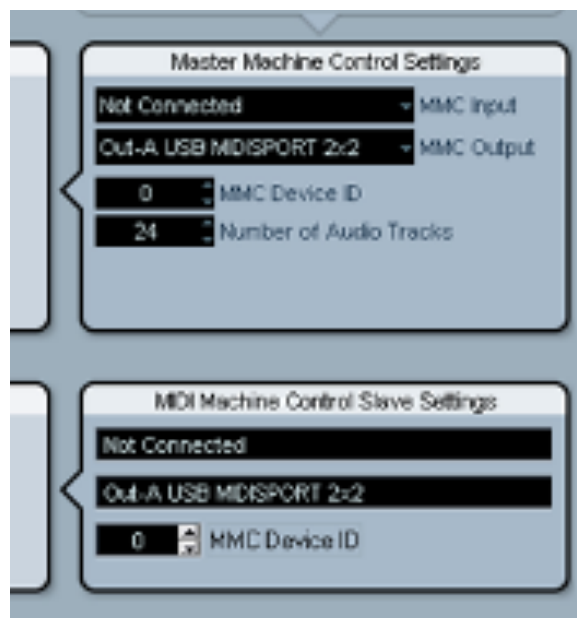 Master Machine Control Settings
Not Connected MMC Input
Out-A USB MIDISPORT 2x2 MMC Output
0 MMC Device ID
24 Number of Audio Tracks
MIDI Machine Control Slave Settings
Not Connected
Out-A USB MIDISPORT 2x2
0 MMC Device ID